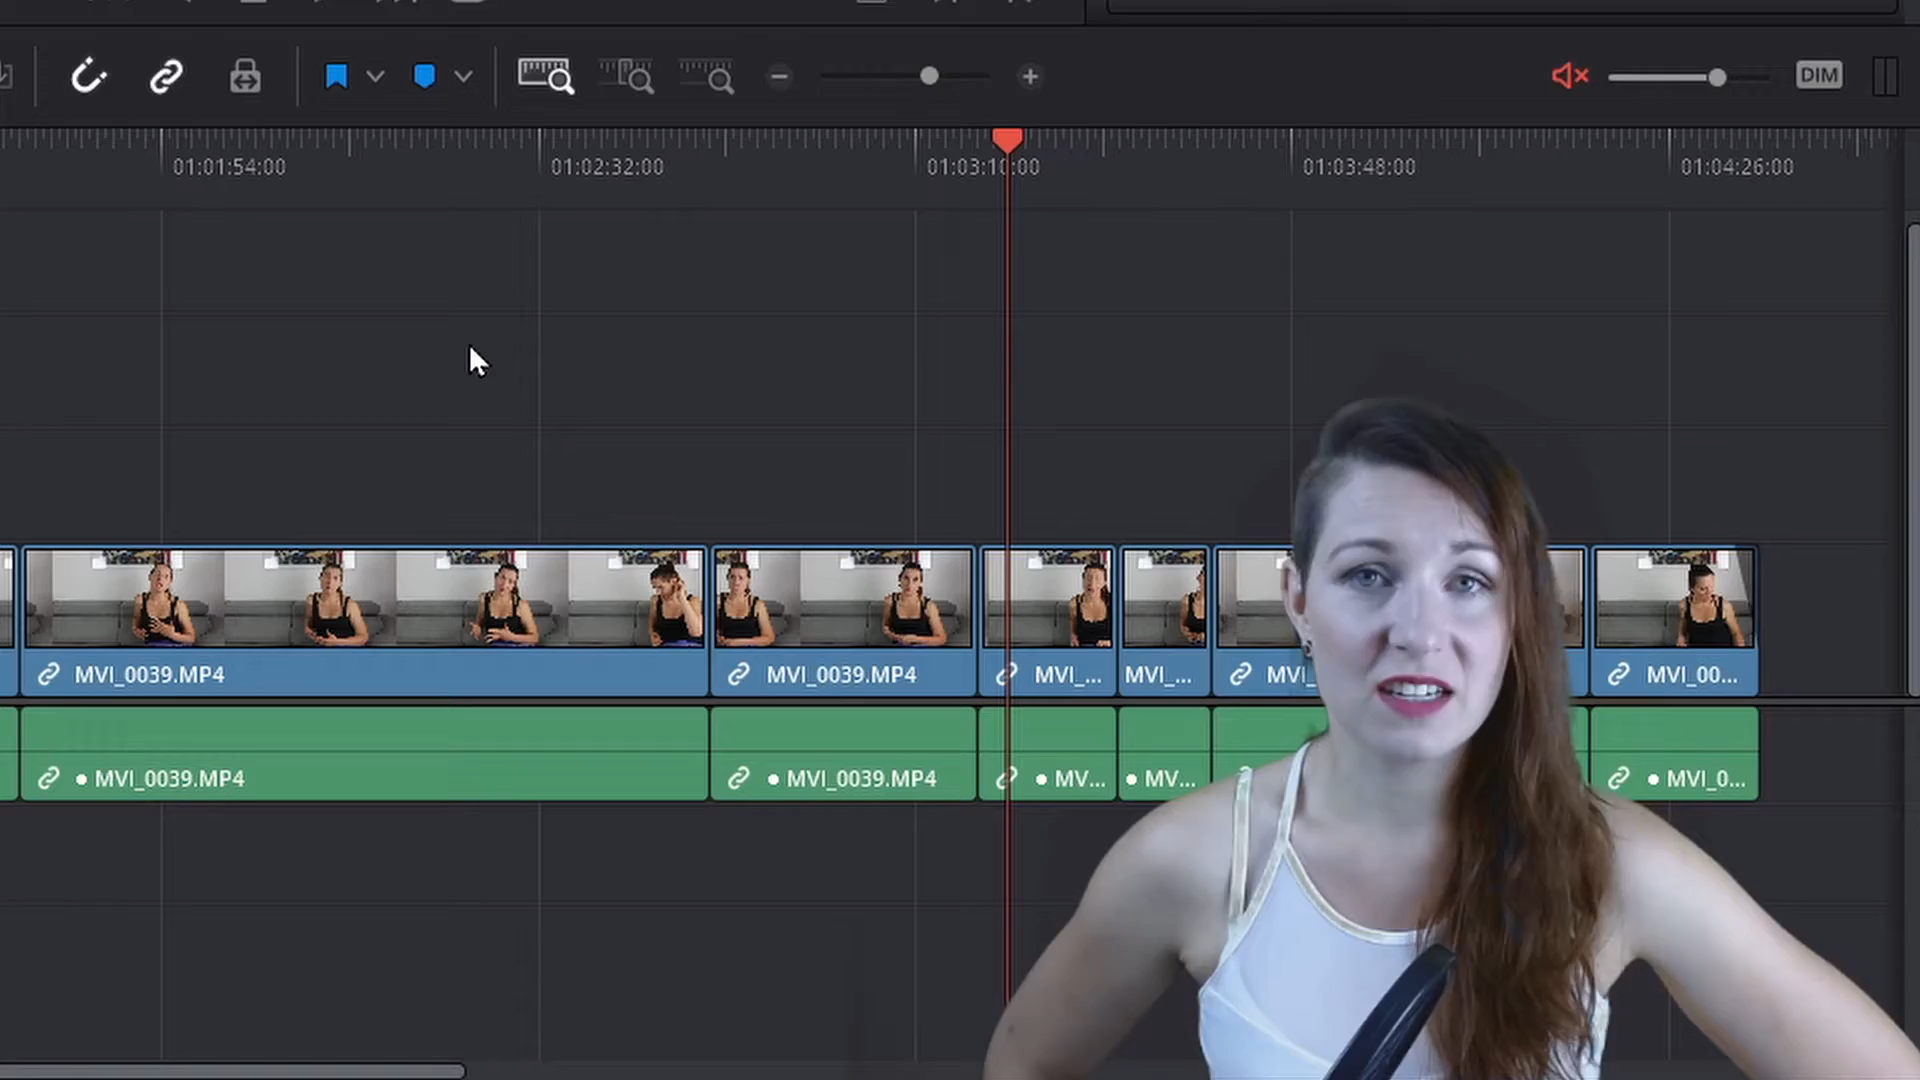 DIM
01:01:54:00 01:02:32:00 01:03:10:00 01:03:48:00 01:04:26:00
MVI_0039.MP4 MVI_0039.MP4 MVI_... MVI_... MVI_ MVI_00...
MVI_0039.MP4 MVI_0039.MP4 MV... MV... MVI_0...